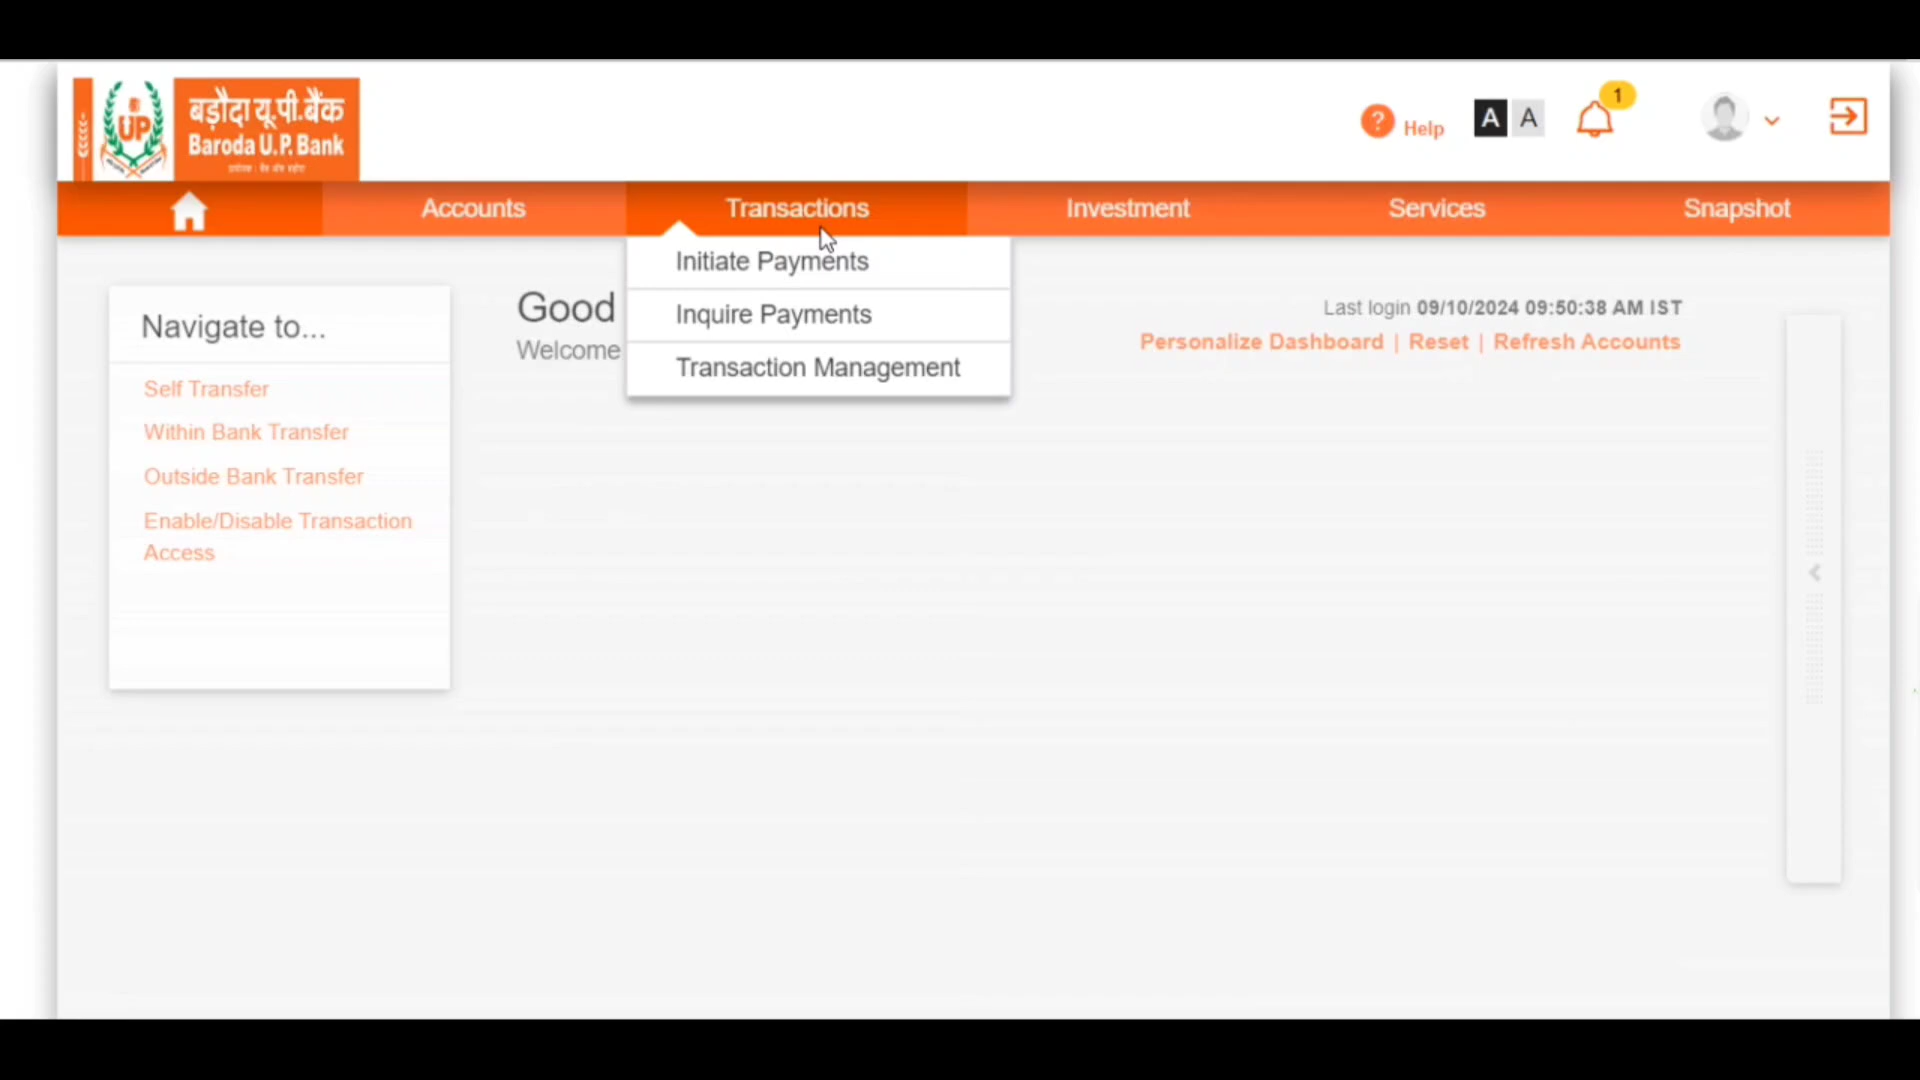 बड़ौदा यू.पी.बैंक
Baroda U.P. Bank
UP
? Help
A A
1
Accounts
Transactions
Investment
Services
Snapshot
Initiate Payments
Inquire Payments
Transaction Management
Navigate to...
Self Transfer
Within Bank Transfer
Outside Bank Transfer
Enable/Disable Transaction
Access
Good
Welcome
Last login 09/10/2024 09:50:38 AM IST
Personalize Dashboard | Reset | Refresh Accounts